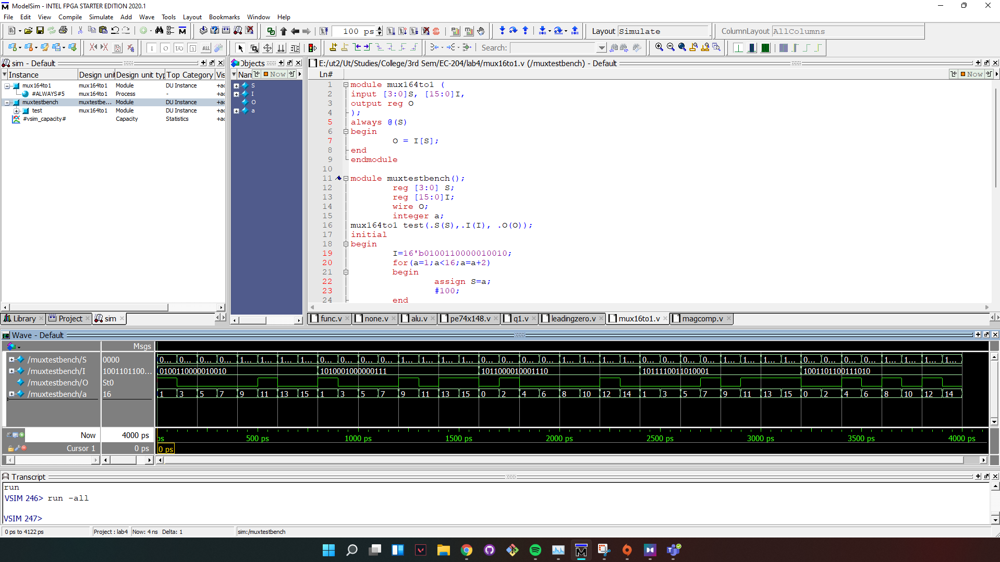 ModelSim - INTEL FPGA STARTER EDITION 2020.1
File Edit View Compile Simulate Add Wave Tools Layout Bookmarks Window Help
100 ps
Layout Simulate
ColumnLayout AllColumns
Search:
sim - Default
Instance Design unit Design unit typ Top Category Vis
mux164to1 mux164to1 Module DU Instance +ac
#ALWAYS#5 mux164to1 Process - +ac
muxtestbench muxtestbe... Module DU Instance +ac
test mux164to1 Module DU Instance +ac
#vsim_capacity# Capacity Statistics +ac
Library Project sim
Objects
Nam Now
S
I
O
a
E:/ut2/Ut/Studies/College/3rd Sem/EC-204/lab4/mux16to1.v (/muxtestbench) - Default
Ln# Now
1 module mux164to1 (
2 input [3:0]S, [15:0]I,
3 output reg O
4 );
5 always @(S)
6 begin
7 O = I[S];
8 end
9 endmodule
10
11 module muxtestbench();
12 reg [3:0] S;
13 reg [15:0]I;
14 wire O;
15 integer a;
16 mux164to1 test(.S(S),.I(I), .O(O));
17 initial
18 begin
19 I=16'b0100110000010010;
20 for(a=1;a<16;a=a+2)
21 begin
22 assign S=a;
23 #100;
24 end
func.v none.v alu.v pe74x148.v q1.v leadingzero.v mux16to1.v magcomp.v
Wave - Default
Msgs
/muxtestbench/S 0000 0... 0... 0... 0... 1... 1... 1... 1... 0... 0... 0... 0... 1... 1... 1... 1... 0... 0... 0... 0... 1... 1... 1... 1... 0... 0... 0... 0... 1... 1... 1... 1... 0... 0... 0... 0... 1... 1... 1... 1...
/muxtestbench/I 1001101100... 0100110000010010 1010001000000111 1011000010001110 1011110011010001 1001101100111010
/muxtestbench/O St0
/muxtestbench/a 16 1 3 5 7 9 11 13 15 1 3 5 7 9 11 13 15 0 2 4 6 8 10 12 14 1 3 5 7 9 11 13 15 0 2 4 6 8 10 12 14
Now 4000 ps ps 500 ps 1000 ps 1500 ps 2000 ps 2500 ps 3000 ps 3500 ps 4000 ps
Cursor 1 0 ps 0 ps
Transcript
run
VSIM 246> run -all
VSIM 247>
0 ps to 4122 ps Project : lab4 Now: 4 ns Delta: 1 sim:/muxtestbench